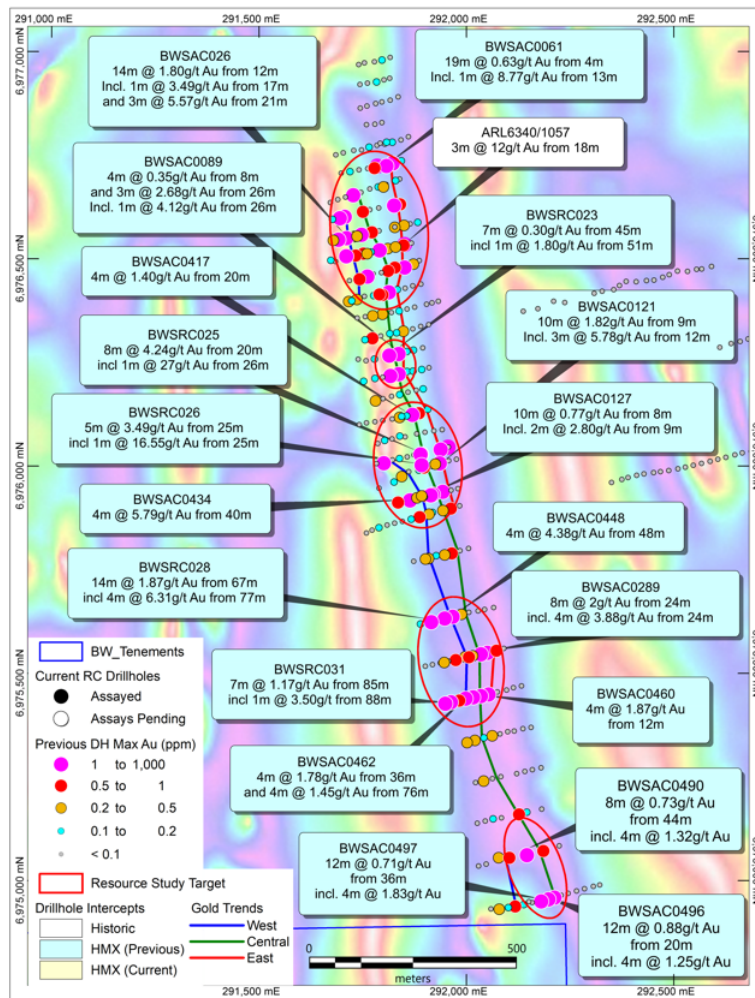 291,000 mE
291,500 mE
292,000 mE
292,500 mE
6,977,000 mN
6,976,500 mN
6,976,000 mN
6,975,500 mN
6,975,000 mN
BWSAC026
14m @ 1.80g/t Au from 12m
Incl. 1m @ 3.49g/t Au from 17m
and 3m @ 5.57g/t Au from 21m
BWSAC0061
19m @ 0.63g/t Au from 4m
Incl. 1m @ 8.77g/t Au from 13m
ARL6340/1057
3m @ 12g/t Au from 18m
BWSAC0089
4m @ 0.35g/t Au from 8m
and 3m @ 2.68g/t Au from 26m
Incl. 1m @ 4.12g/t Au from 26m
BWSRC023
7m @ 0.30g/t Au from 45m
incl 1m @ 1.80g/t Au from 51m
BWSAC0417
4m @ 1.40g/t Au from 20m
BWSAC0121
10m @ 1.82g/t Au from 9m
Incl. 3m @ 5.78g/t Au from 12m
BWSRC025
8m @ 4.24g/t Au from 20m
incl 1m @ 27g/t Au from 26m
BWSAC0127
10m @ 0.77g/t Au from 8m
Incl. 2m @ 2.80g/t Au from 9m
BWSRC026
5m @ 3.49g/t Au from 25m
incl 1m @ 16.55g/t Au from 25m
BWSAC0434
4m @ 5.79g/t Au from 40m
BWSAC0448
4m @ 4.38g/t Au from 48m
BWSRC028
14m @ 1.87g/t Au from 67m
incl 4m @ 6.31g/t Au from 77m
BWSAC0289
8m @ 2g/t Au from 24m
incl. 4m @ 3.88g/t Au from 24m
BWSRC031
7m @ 1.17g/t Au from 85m
incl 1m @ 3.50g/t Au from 88m
BWSAC0460
4m @ 1.87g/t Au
from 12m
BWSAC0462
4m @ 1.78g/t Au from 36m
and 4m @ 1.45g/t Au from 76m
BWSAC0490
8m @ 0.73g/t Au
from 44m
incl. 4m @ 1.32g/t Au
BWSAC0497
12m @ 0.71g/t Au
from 36m
incl. 4m @ 1.83g/t Au
BWSAC0496
12m @ 0.88g/t Au
from 20m
incl. 4m @ 1.25g/t Au
BW_Tenements
Current RC Drillholes
Assayed
Assays Pending
Previous DH Max Au (ppm)
1 to 1,000
0.5 to 1
0.2 to 0.5
0.1 to 0.2
< 0.1
Resource Study Target
Drillhole Intercepts
Historic
HMX (Previous)
HMX (Current)
Gold Trends
West
Central
East
0 500
meters
291,500 mE
292,000 mE
292,500 mE